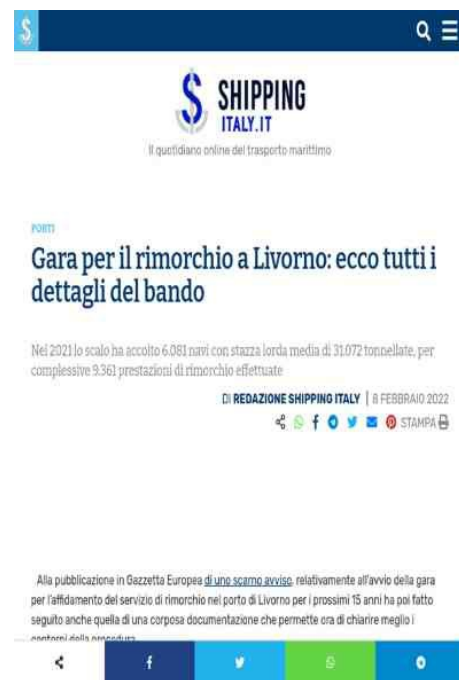 SHIPPING
ITALY.IT
Il quotidiano online del trasporto marittimo
PORTI
Gara per il rimorchio a Livorno: ecco tutti i
dettagli del bando
Nel 2021 lo scalo ha accolto 6.081 navi con stazza lorda media di 31.072 tonnellate, per
complessive 9.361 prestazioni di rimorchio effettuate
DI REDAZIONE SHIPPING ITALY | 8 FEBBRAIO 2022
STAMPA
Alla pubblicazione in Gazzetta Europea di uno scarno avviso, relativamente all'avvio della gara
per l'affidamento del servizio di rimorchio nel porto di Livorno per i prossimi 15 anni ha poi fatto
seguito anche quella di una corposa documentazione che permette ora di chiarire meglio i
contorni della procedura